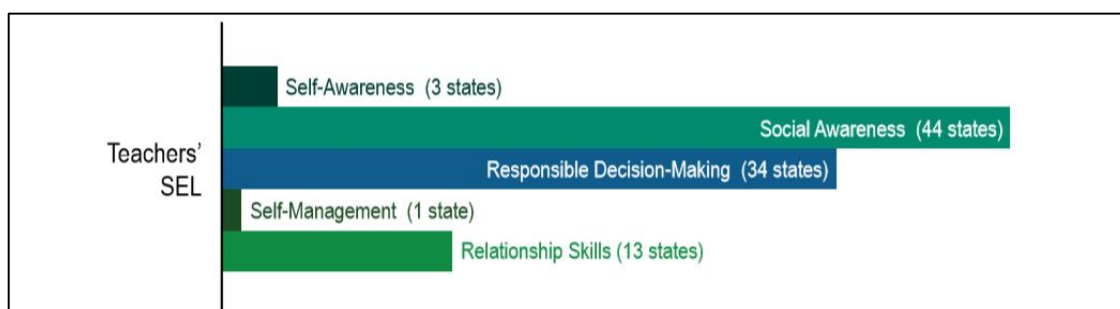 Teachers'
SEL
Self-Awareness (3 states)
Social Awareness (44 states)
Responsible Decision-Making (34 states)
Self-Management (1 state)
Relationship Skills (13 states)